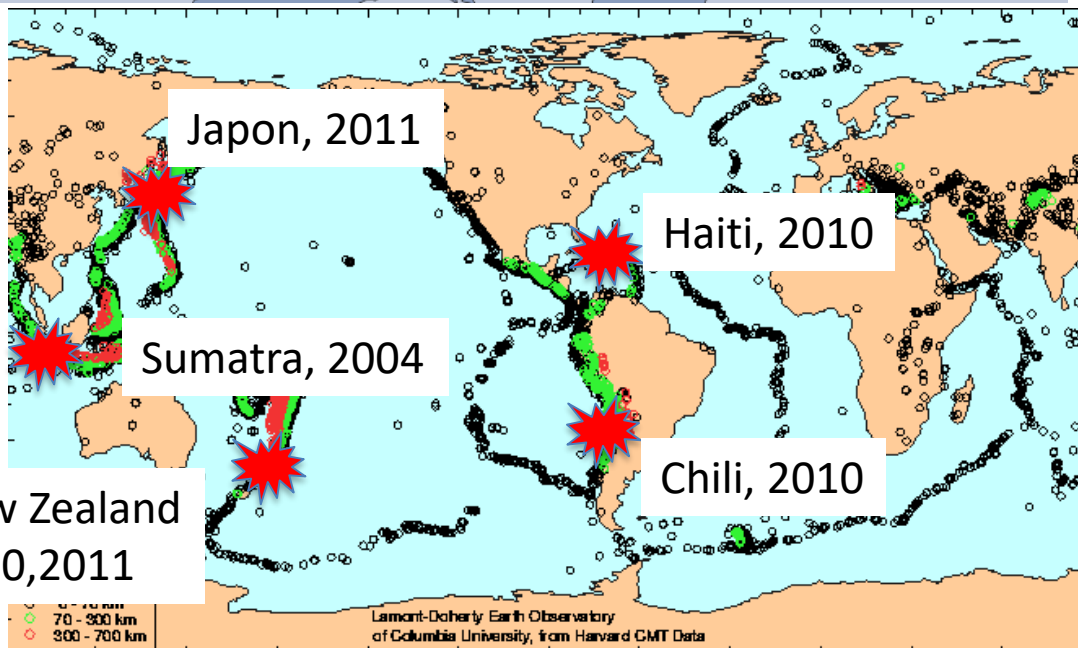 Japon, 2011
Haiti, 2010
Sumatra, 2004
Chili, 2010
w Zealand
0,2011
70 - 300 km
300 - 700 km
Lamont-Doherty Earth Observatory
of Columbia University, from Harvard CMT Data